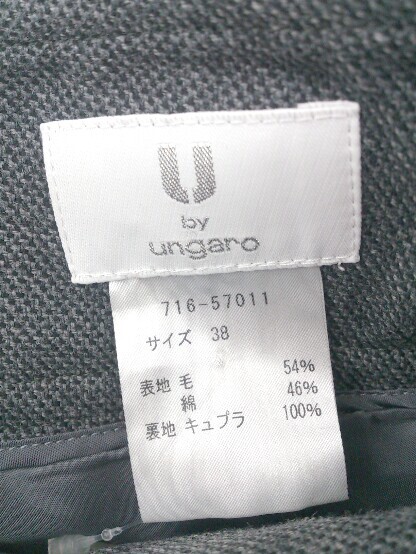 U
by
ungaro
716-57011
サイズ 38
表地 毛 54%
綿 46%
裏地 キュプラ 100%